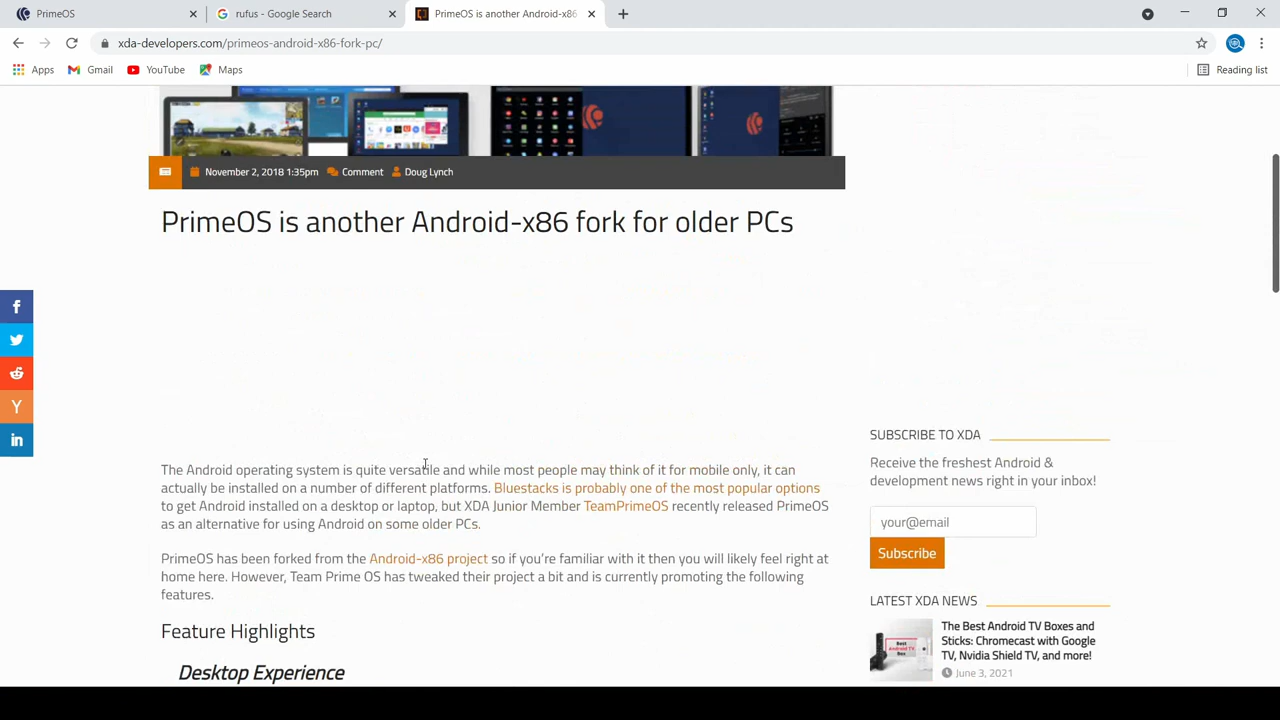 PrimeOS
rufus - Google Search
PrimeOS is another Android-x86
xda-developers.com/primeos-android-x86-fork-pc/
Apps
Gmail
YouTube
Maps
Reading list
November 2, 2018 1:35pm
Comment
Doug Lynch
PrimeOS is another Android-x86 fork for older PCs
The Android operating system is quite versatile and while most people may think of it for mobile only, it can
actually be installed on a number of different platforms. Bluestacks is probably one of the most popular options
to get Android installed on a desktop or laptop, but XDA Junior Member TeamPrimeOS recently released PrimeOS
as an alternative for using Android on some older PCs.
PrimeOS has been forked from the Android-x86 project so if you’re familiar with it then you will likely feel right at
home here. However, Team Prime OS has tweaked their project a bit and is currently promoting the following
features.
Feature Highlights
Desktop Experience
SUBSCRIBE TO XDA
Receive the freshest Android &
development news right in your inbox!
your@email
Subscribe
LATEST XDA NEWS
The Best Android TV Boxes and
Sticks: Chromecast with Google
TV, Nvidia Shield TV, and more!
June 3, 2021